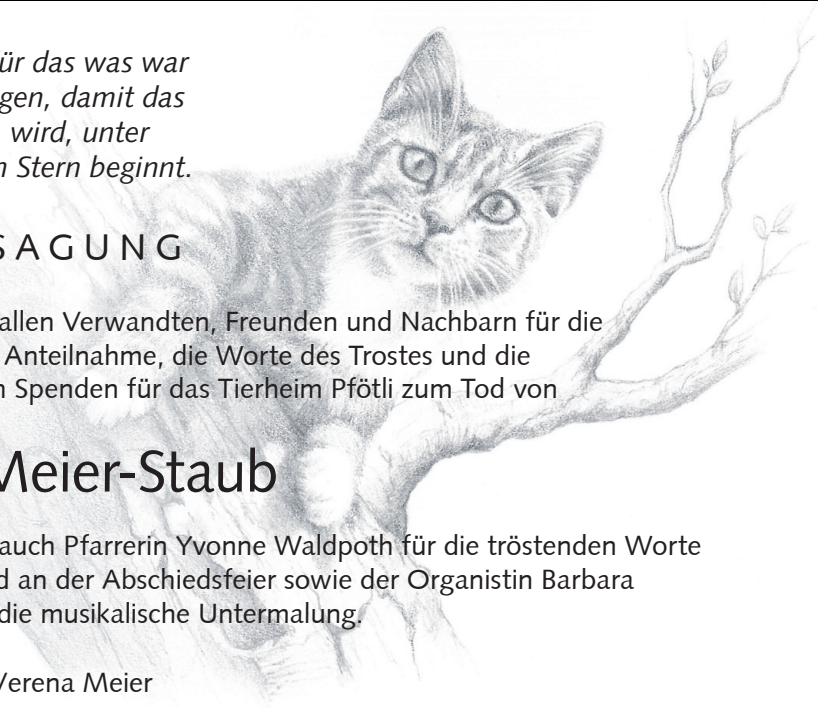 ür das was war
gen, damit das
wird, unter
n Stern beginnt.
SAGUNG
allen Verwandten, Freunden und Nachbarn für die
Anteilnahme, die Worte des Trostes und die
n Spenden für das Tierheim Pfötli zum Tod von
Meier-Staub
auch Pfarrerin Yvonne Waldpoth für die tröstenden Worte
d an der Abschiedsfeier sowie der Organistin Barbara
die musikalische Untermalung.
Verena Meier